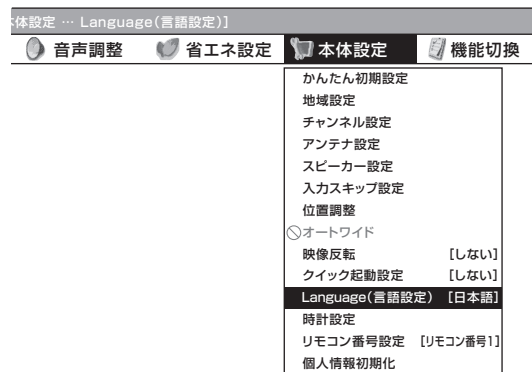 体設定 … Language(言語設定)]
音声調整 省エネ設定 本体設定 機能切換
かんたん初期設定
地域設定
チャンネル設定
アンテナ設定
スピーカー設定
入力スキップ設定
位置調整
オートワイド
映像反転 [しない]
クイック起動設定 [しない]
Language(言語設定) [日本語]
時計設定
リモコン番号設定 [リモコン番号1]
個人情報初期化